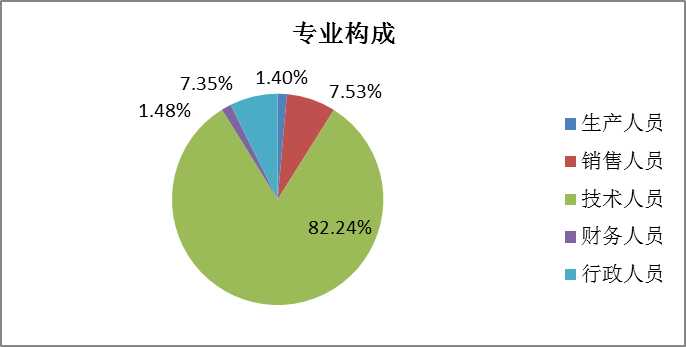 专业构成
7.35%
1.40%
7.53%
1.48%
82.24%
生产人员
销售人员
技术人员
财务人员
行政人员